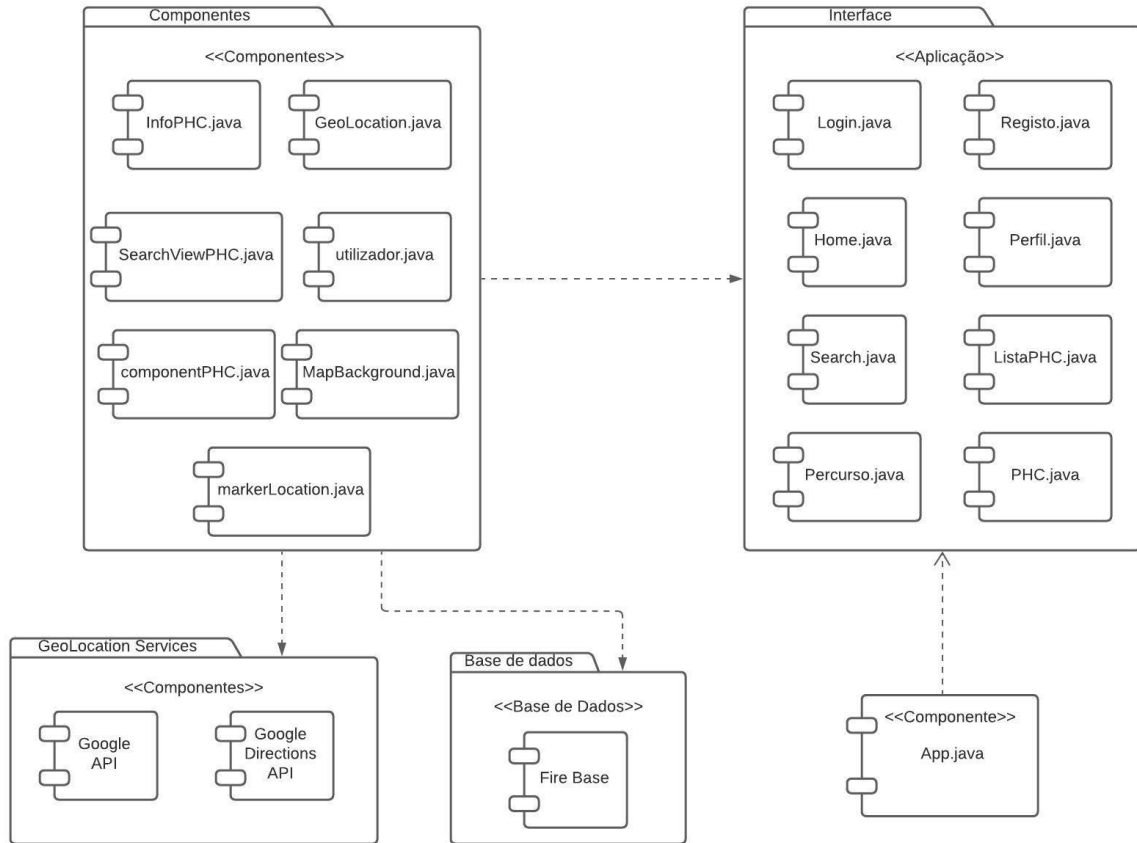 Componentes
<<Componentes>>
InfoPHC.java
GeoLocation.java
SearchViewPHC.java
utilizador.java
componentPHC.java
MapBackground.java
markerLocation.java
Interface
<<Aplicação>>
Login.java
Registo.java
Home.java
Perfil.java
Search.java
ListaPHC.java
Percurso.java
PHC.java
GeoLocation Services
<<Componentes>>
Google
API
Google
Directions
API
Base de dados
<<Base de Dados>>
Fire Base
<<Componente>>
App.java